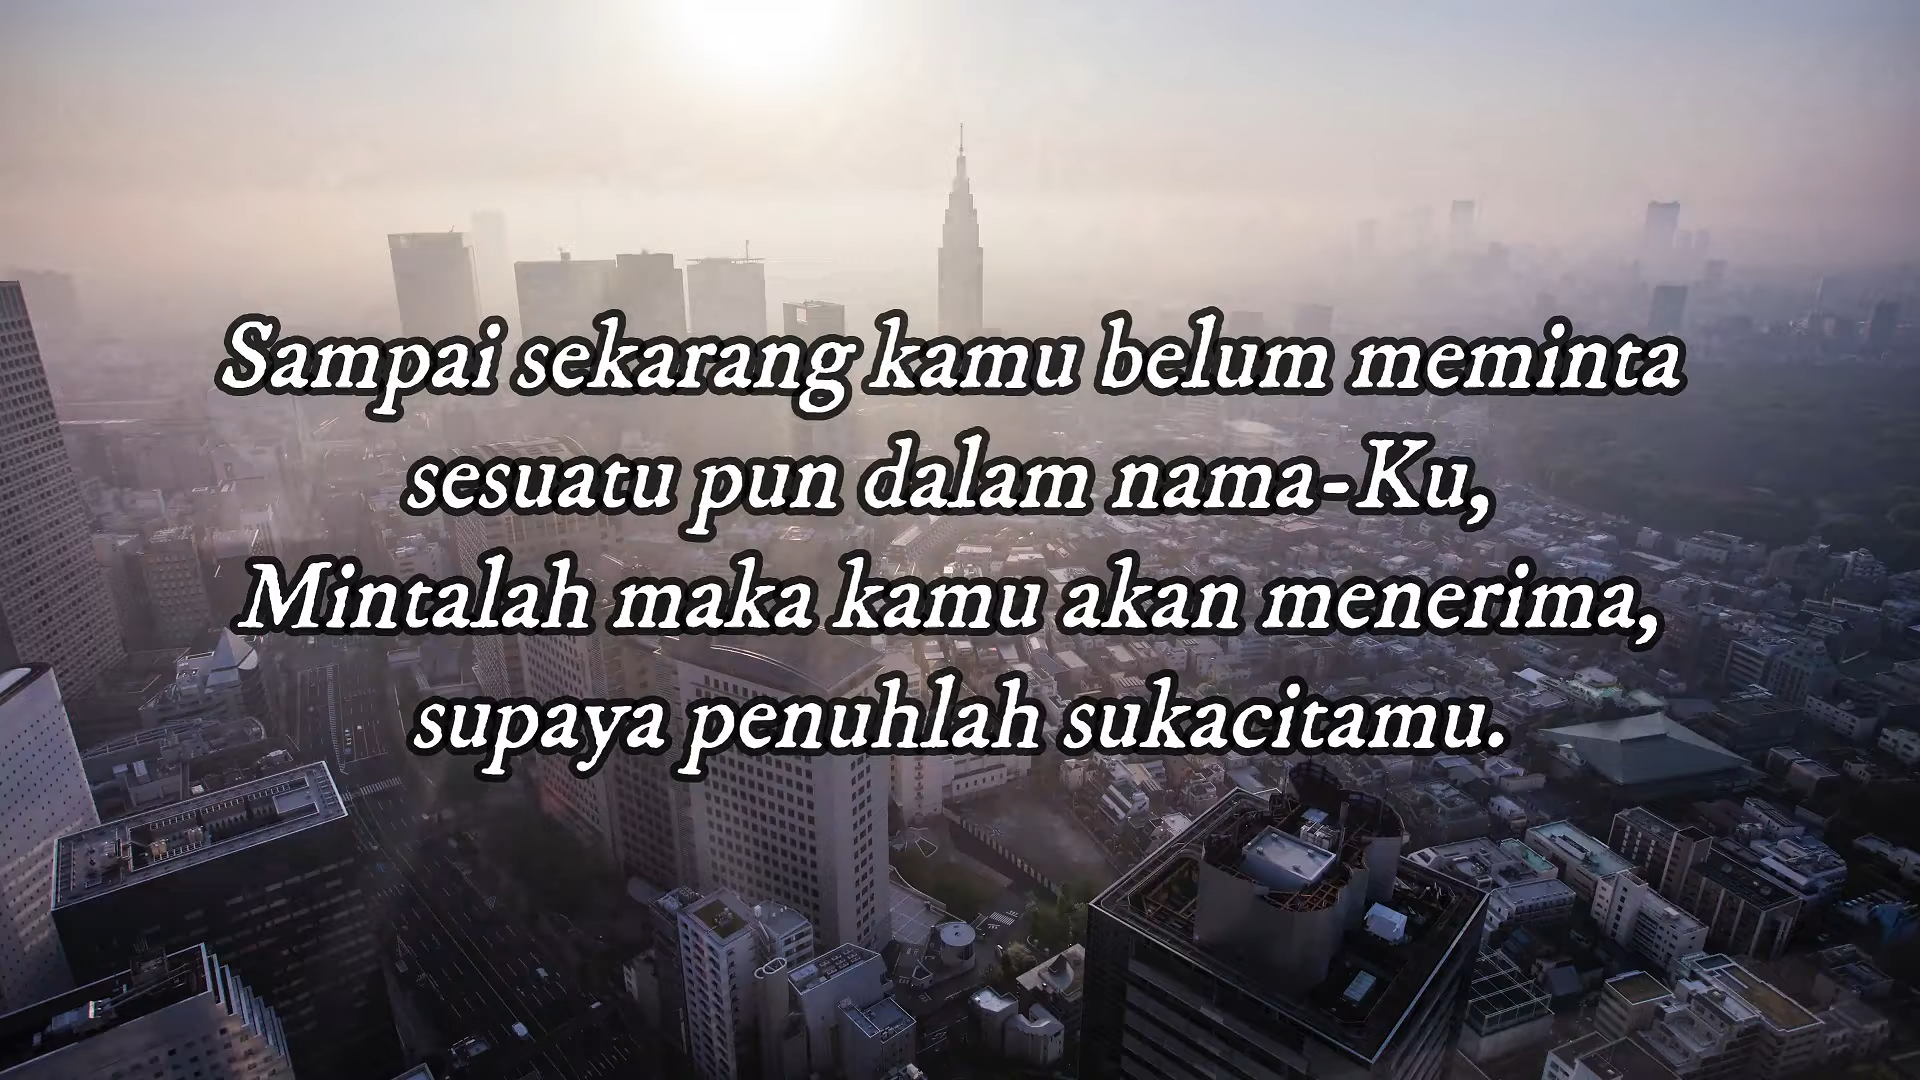 Sampai sekarang kamu belum meminta
sesuatu pun dalam nama-Ku,
Mintalah maka kamu akan menerima,
supaya penuhlah sukacitamu.